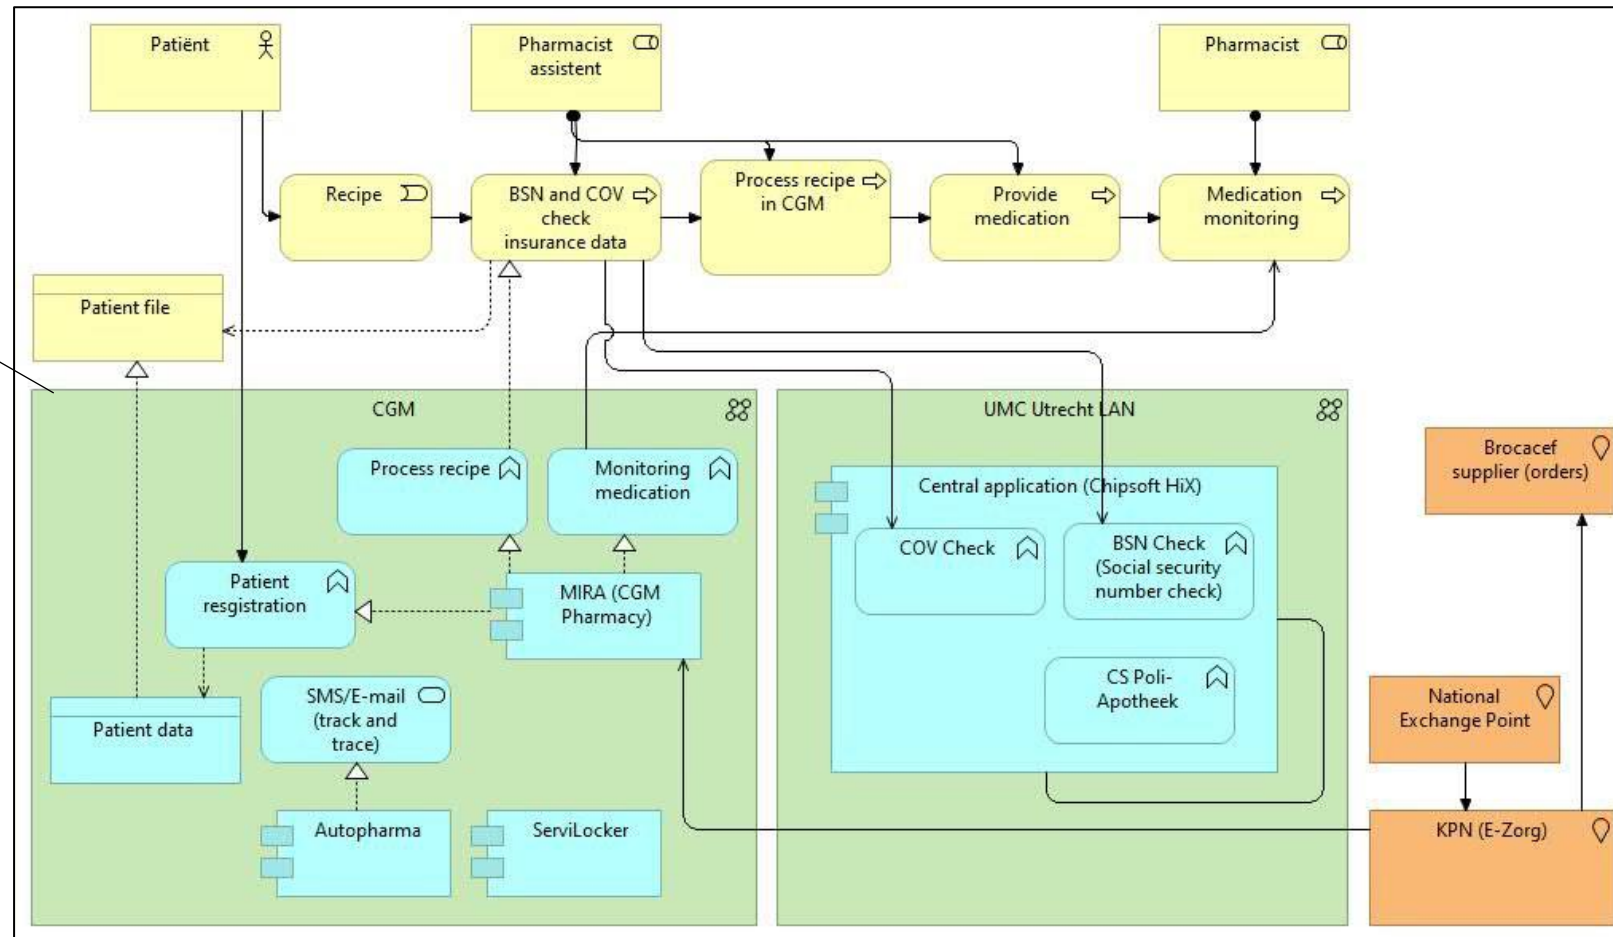 Patiënt
Pharmacist
assistent
Pharmacist
Recipe
BSN and COV
check
insurance data
Process recipe
in CGM
Provide
medication
Medication
monitoring
Patient file
CGM
UMC Utrecht LAN
Process recipe
Monitoring
medication
Central application (Chipsoft HiX)
Brocacef
supplier (orders)
COV Check
BSN Check
(Social security
number check)
Patient
resgistration
MIRA (CGM
Pharmacy)
CS Poli-
Apotheek
SMS/E-mail
(track and
trace)
National
Exchange Point
Patient data
Autopharma
ServiLocker
KPN (E-Zorg)